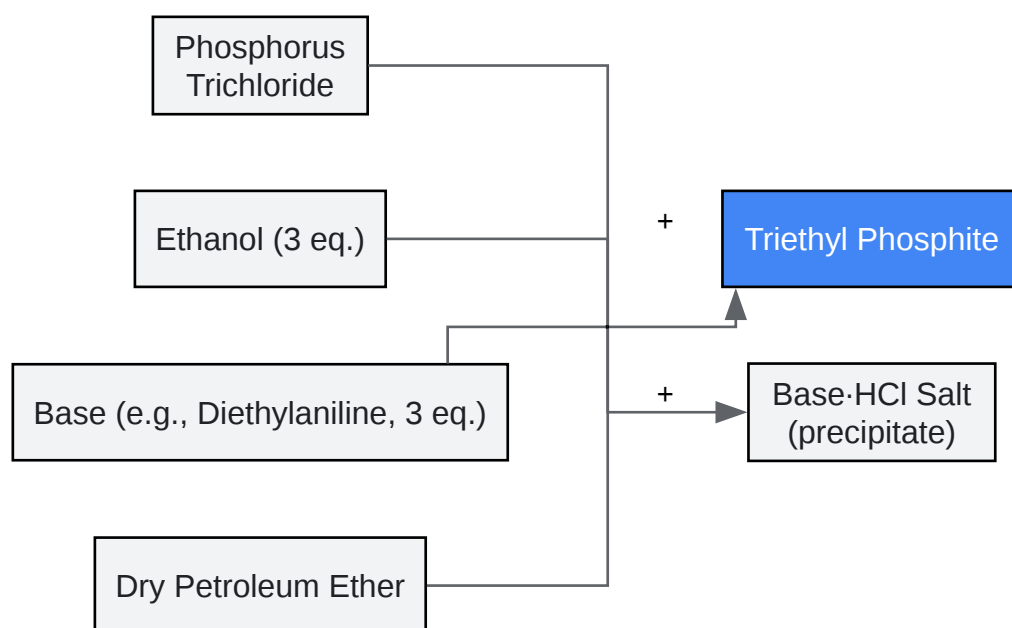 Phosphorus
Trichloride
Ethanol (3 eq.)
+
Triethyl Phosphite
Base (e.g., Diethylaniline, 3 eq.)
+
Base·HCl Salt
(precipitate)
Dry Petroleum Ether